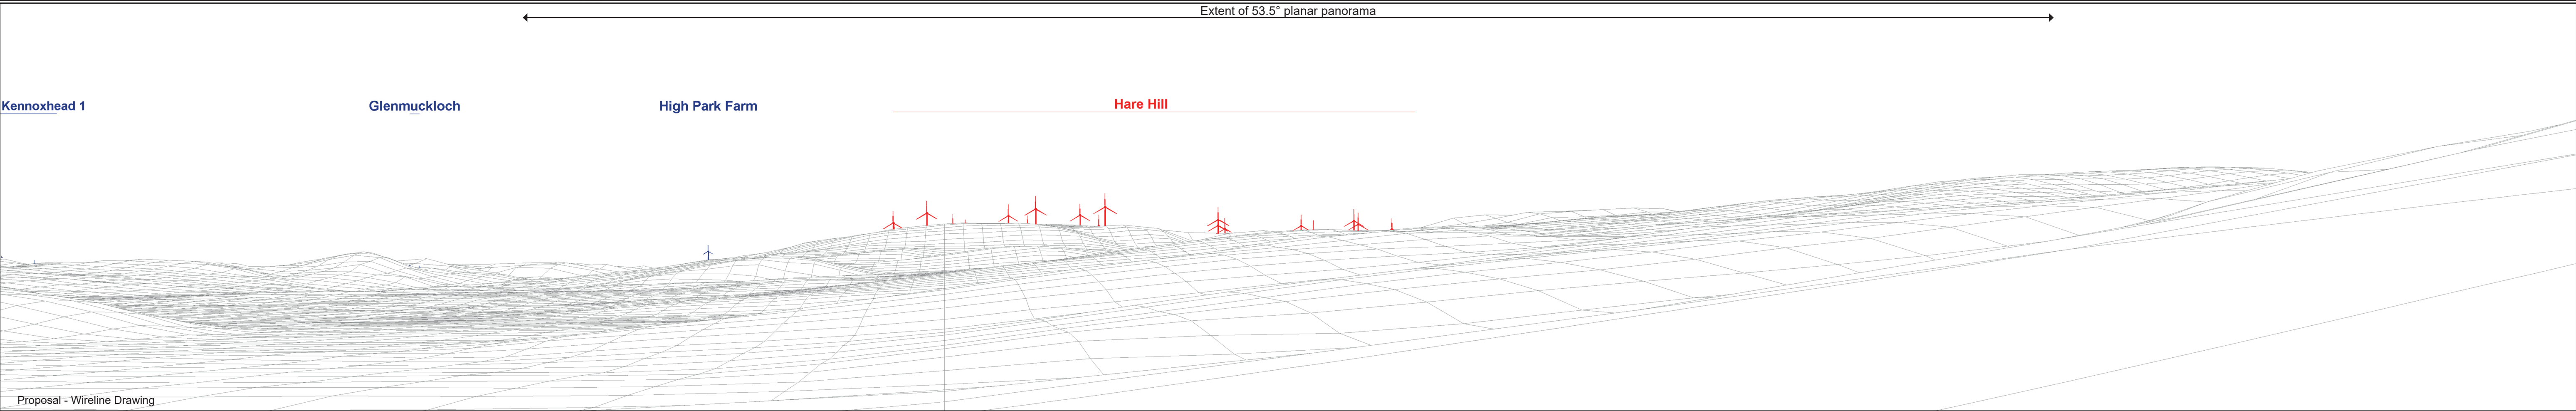 Extent of 53.5° planar panorama
Kennoxhead 1
Glenmuckloch
High Park Farm
Hare Hill
Proposal - Wireline Drawing